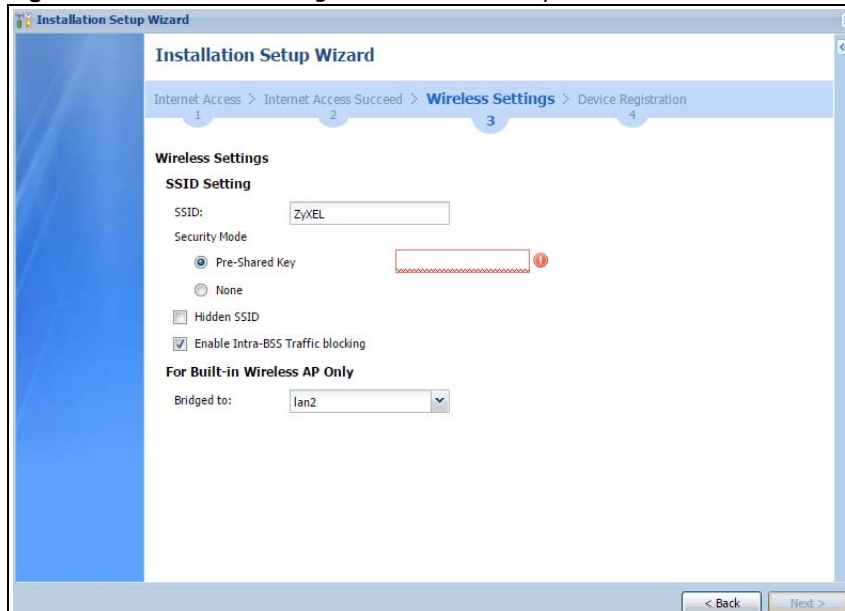 Installation Setup Wizard
Installation Setup Wizard
Internet Access > Internet Access Succeed > Wireless Settings > Device Registration
1 2 3 4
Wireless Settings
SSID Setting
SSID: ZyXEL
Security Mode
Pre-Shared Key
None
Hidden SSID
Enable Intra-BSS Traffic blocking
For Built-in Wireless AP Only
Bridged to: lan2
< Back Next >